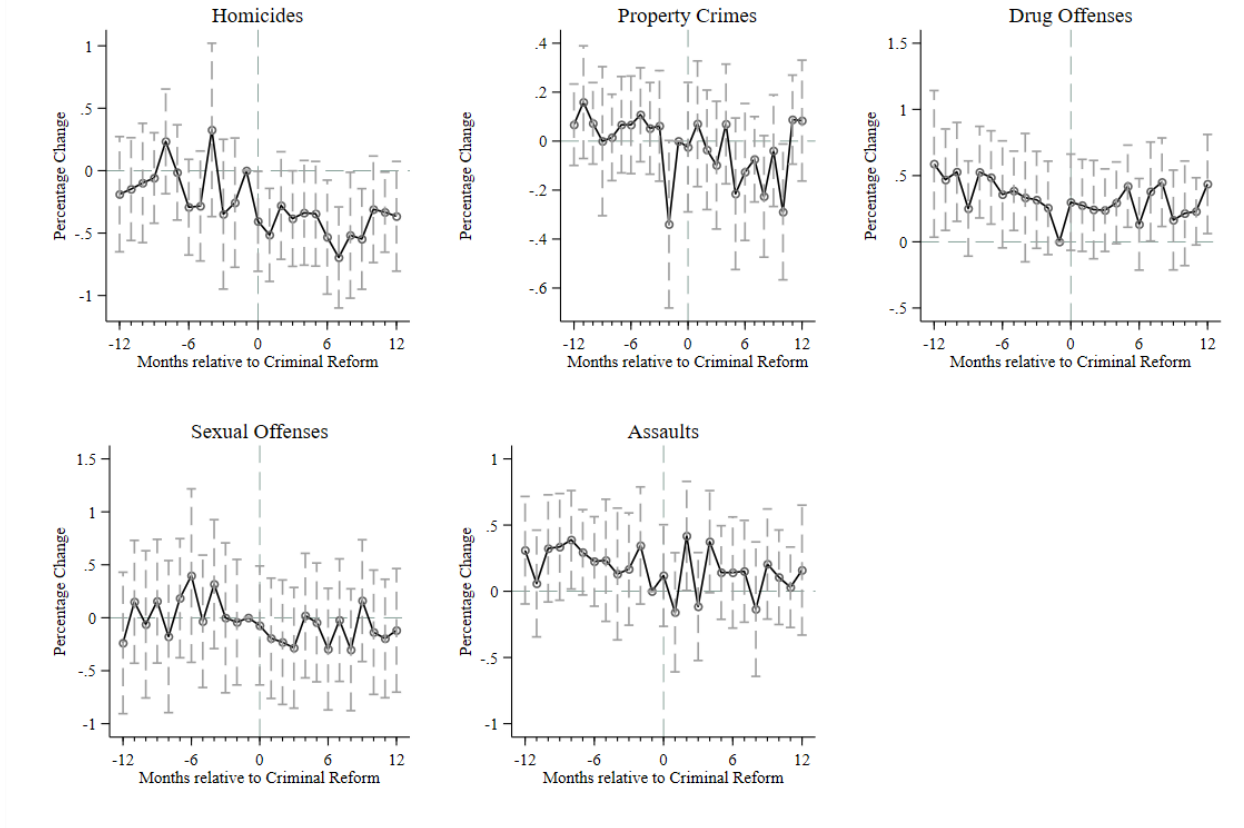 Homicides
Percentage Change
1
.5
0
-.5
-1
-12 -6 0 6 12
Months relative to Criminal Reform
Property Crimes
Percentage Change
.4
.2
0
-.2
-.4
-.6
-12 -6 0 6 12
Months relative to Criminal Reform
Drug Offenses
Percentage Change
1.5
1
.5
0
-.5
-12 -6 0 6 12
Months relative to Criminal Reform
Sexual Offenses
Percentage Change
1.5
1
.5
0
-.5
-1
-12 -6 0 6 12
Months relative to Criminal Reform
Assaults
Percentage Change
1
.5
0
-.5
-1
-12 -6 0 6 12
Months relative to Criminal Reform